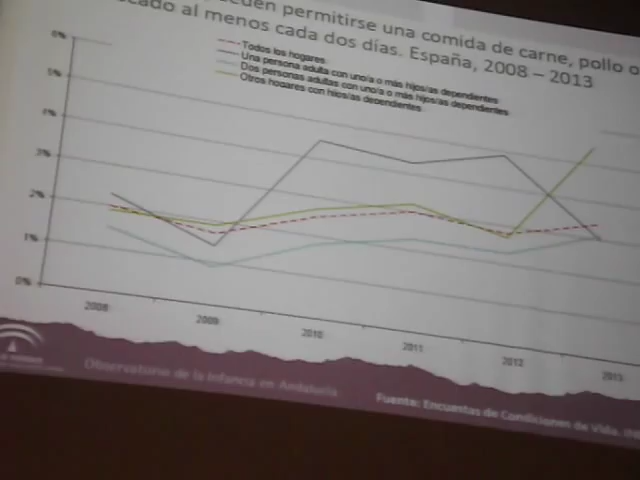 permitirse una comida de carne, pollo o
al menos cada dos días. España, 2008 – 2013
6%
5%
4%
3%
2%
1%
0%
Todos los hogares
Una persona adulta con uno/a o más hijos/as dependientes
Dos personas adultas con uno/a o más hijos/as dependientes
Otros hogares con hijos/as dependientes
2008
2009
2010
2011
2012
2013
Observatorio de la Infancia en Andalucía
Fuente: Encuestas de Condiciones de Vida.